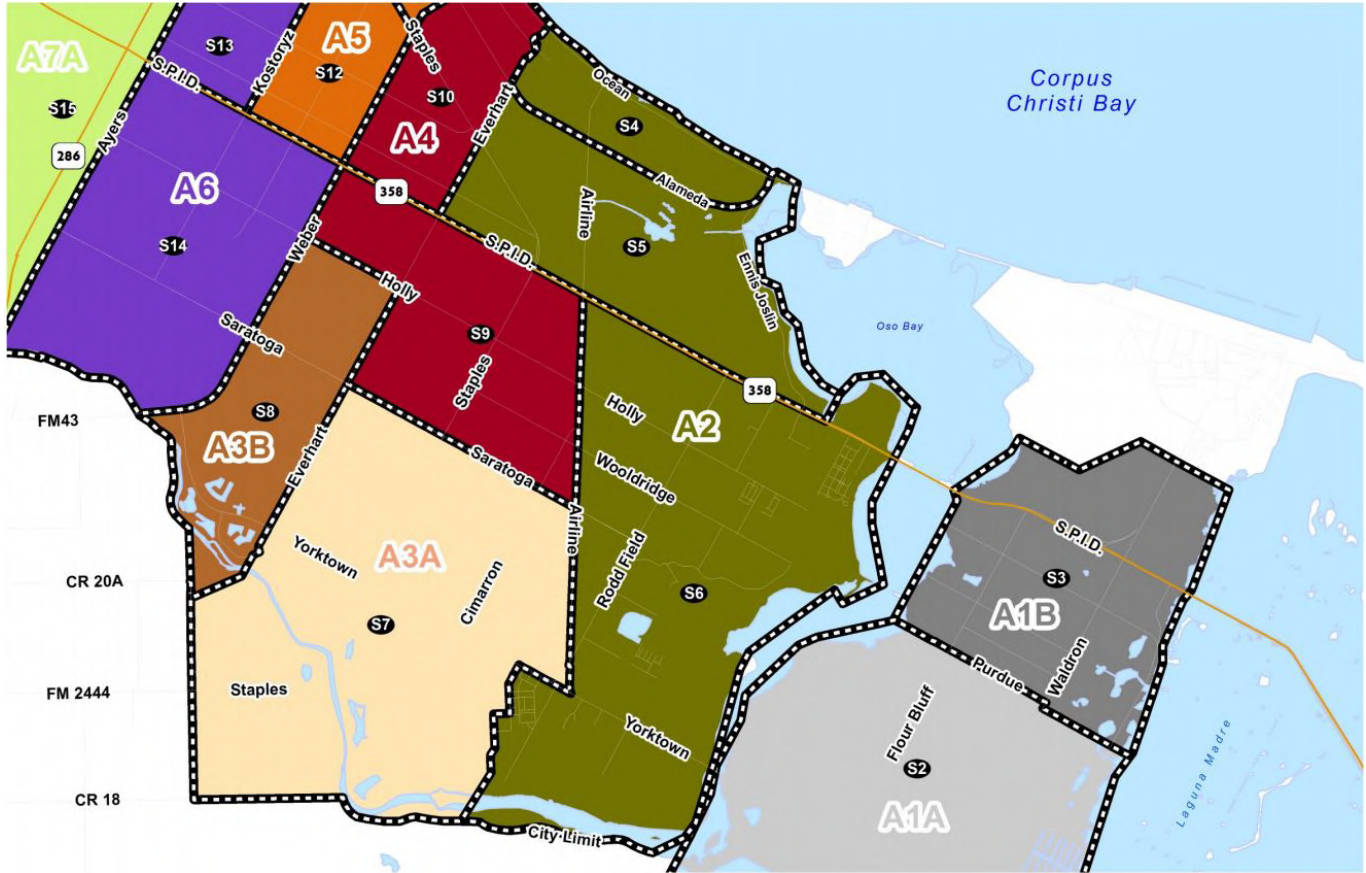 S13
Kostoryz
A5
Staples
A7A
S.P.I.D.
S12
S10
Ocean
Corpus
Christi Bay
S15
Ayers
Everhart
S4
A4
286
A6
358
Alameda
Airline
S14
Weber
S.P.I.D.
S5
Ennis Joslin
Holly
Oso Bay
Saratoga
S9
Staples
358
S8
Holly
A2
FM43
A3B
Everhart
Saratoga
Wooldridge
Airline
S.P.I.D.
Yorktown
A3A
CR 20A
Cimarron
Rodd Field
S6
S3
A1B
S7
Purdue
Waldron
FM 2444
Staples
Yorktown
Flour Bluff
S2
Laguna Madre
CR 18
A1A
City Limit